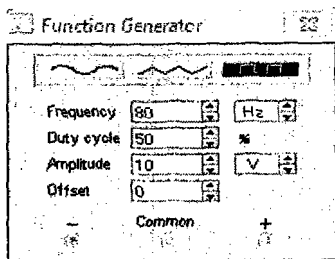 Function Generator
Frequency 80 Hz
Duty cycle 50 %
Amplitude 10 V
Offset 0
− Common +